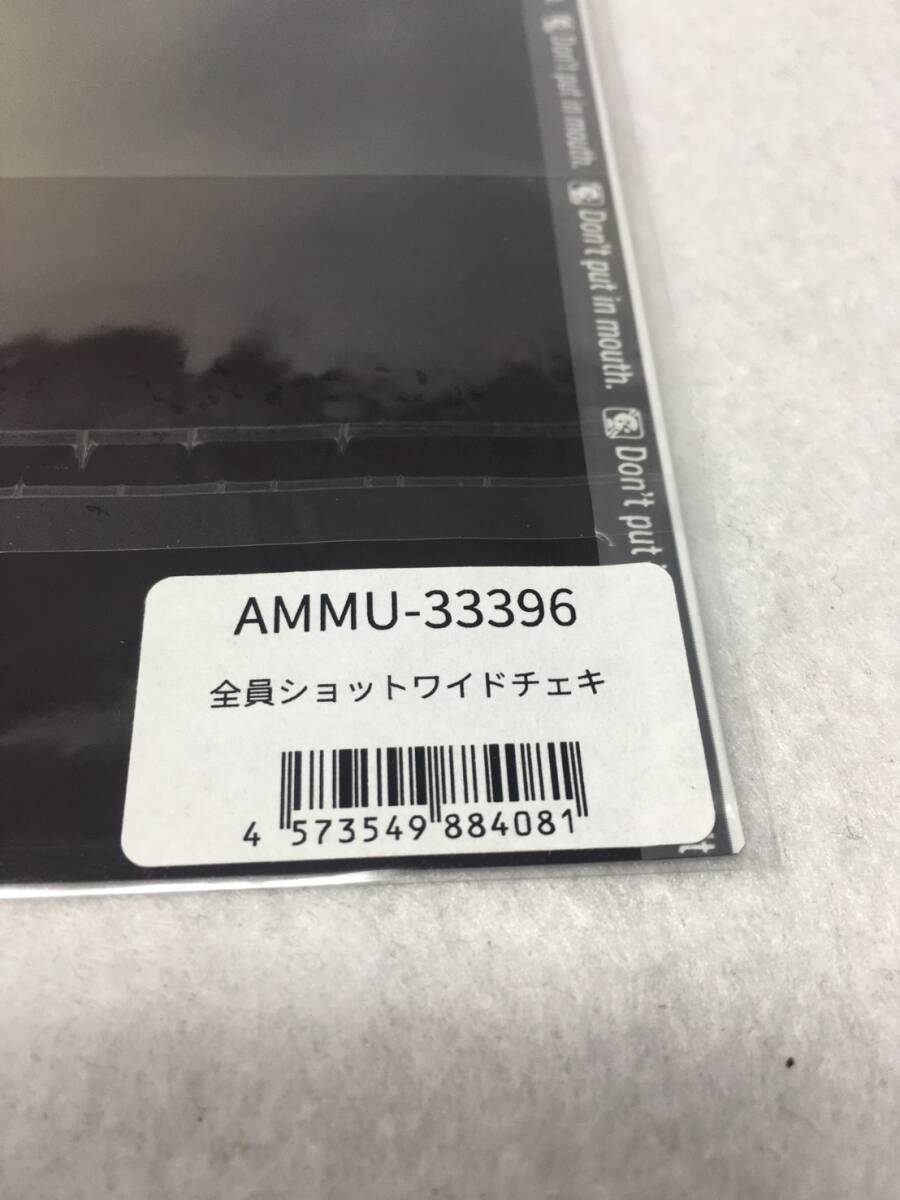 Don't put in mouth.
Don't put in mouth.
Don't put
AMMU-33396
全員ショットワイドチェキ
4 573549 884081